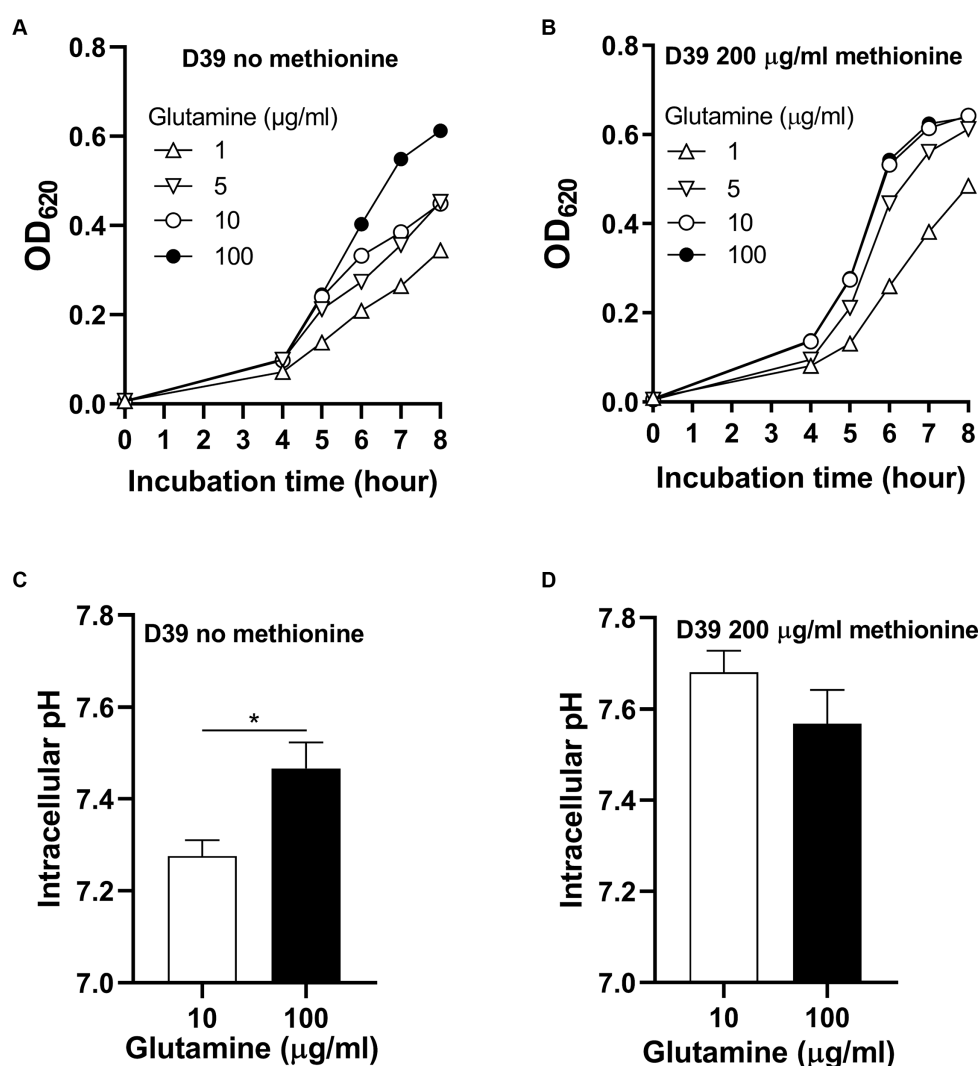 A
D39 no methionine
Glutamine (µg/ml)
1
5
10
100
OD620
0.8
0.6
0.4
0.2
0.0
0 1 2 3 4 5 6 7 8
Incubation time (hour)
B
D39 200 µg/ml methionine
Glutamine (µg/ml)
1
5
10
100
OD620
0.8
0.6
0.4
0.2
0.0
0 1 2 3 4 5 6 7 8
Incubation time (hour)
C
D39 no methionine
*
Intracellular pH
7.8
7.6
7.4
7.2
7.0
10 100
Glutamine (µg/ml)
D
D39 200 µg/ml methionine
Intracellular pH
7.8
7.6
7.4
7.2
7.0
10 100
Glutamine (µg/ml)